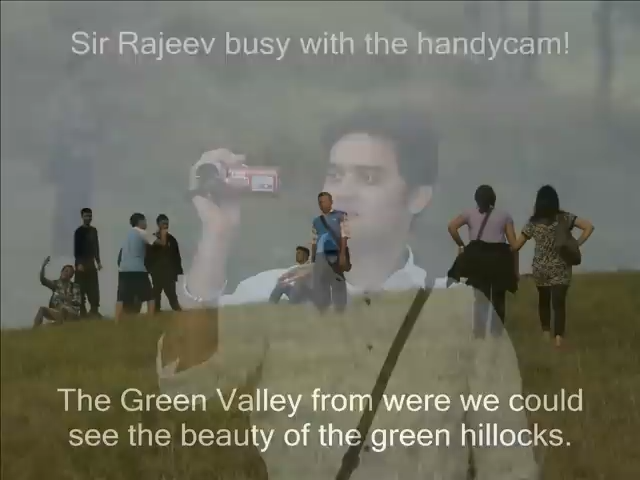 Sir Rajeev busy with the handycam!
The Green Valley from were we could
see the beauty of the green hillocks.